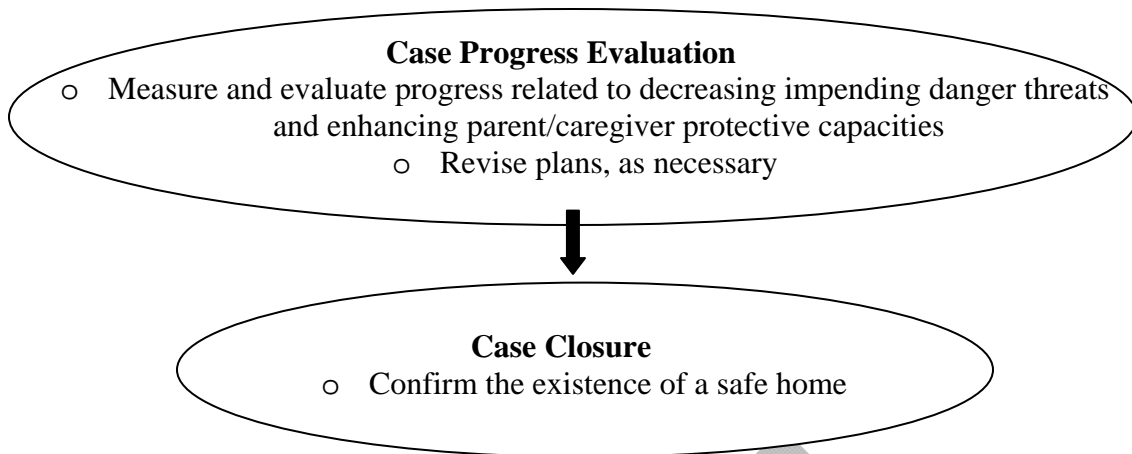 Case Progress Evaluation
o Measure and evaluate progress related to decreasing impending danger threats
and enhancing parent/caregiver protective capacities
o Revise plans, as necessary
Case Closure
o Confirm the existence of a safe home